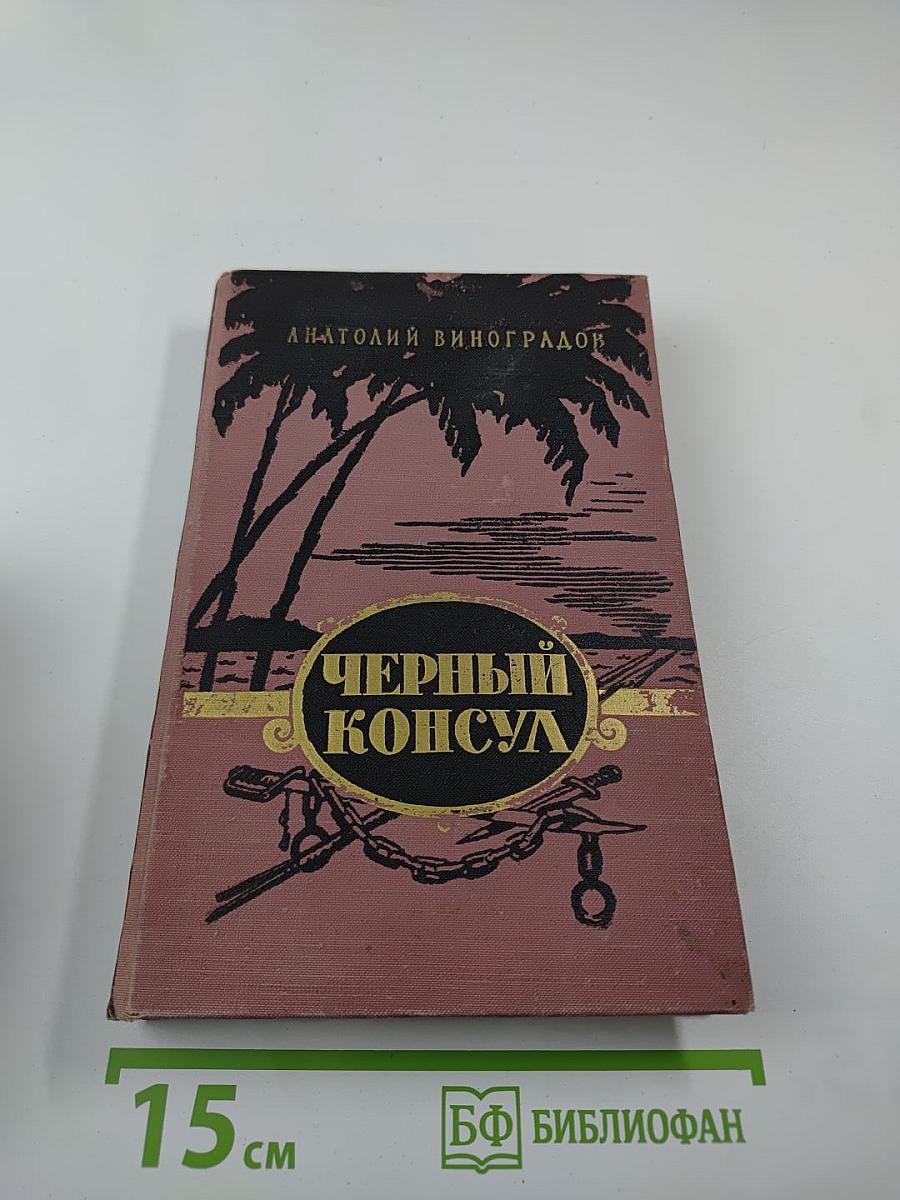 АНАТОЛИЙ ВИНОГРАДОВ
ЧЕРНЫЙ
КОНСУЛ
15 см
БФ БИБЛИОФАН